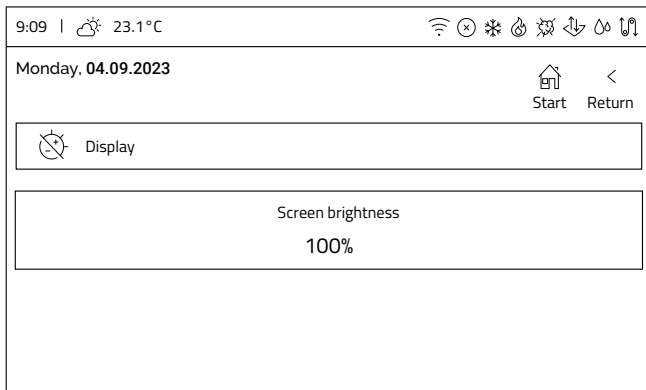 9:09 | 23.1°C
Monday, 04.09.2023
Start Return
Display
Screen brightness
100%